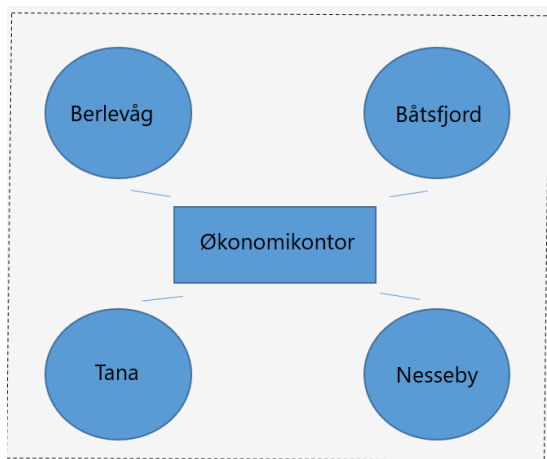 Berlevåg
Båtsfjord
Økonomikontor
Tana
Nesseby